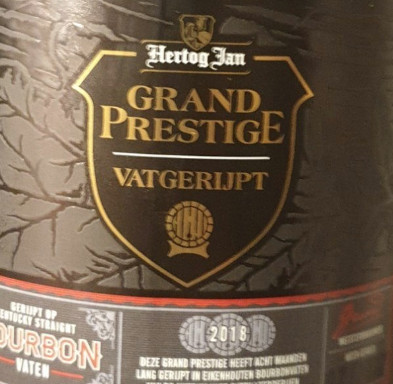 Hertog Jan
GRAND
PRESTIGE
VATGERIJPT
GERIJPT OP
KENTUCKY STRAIGHT
BOURBON
VATEN
2018
DEZE GRAND PRESTIGE HEEFT ACHT MAANDEN
LANG GERIJPT IN EIKENHOUTEN BOURBONVATEN